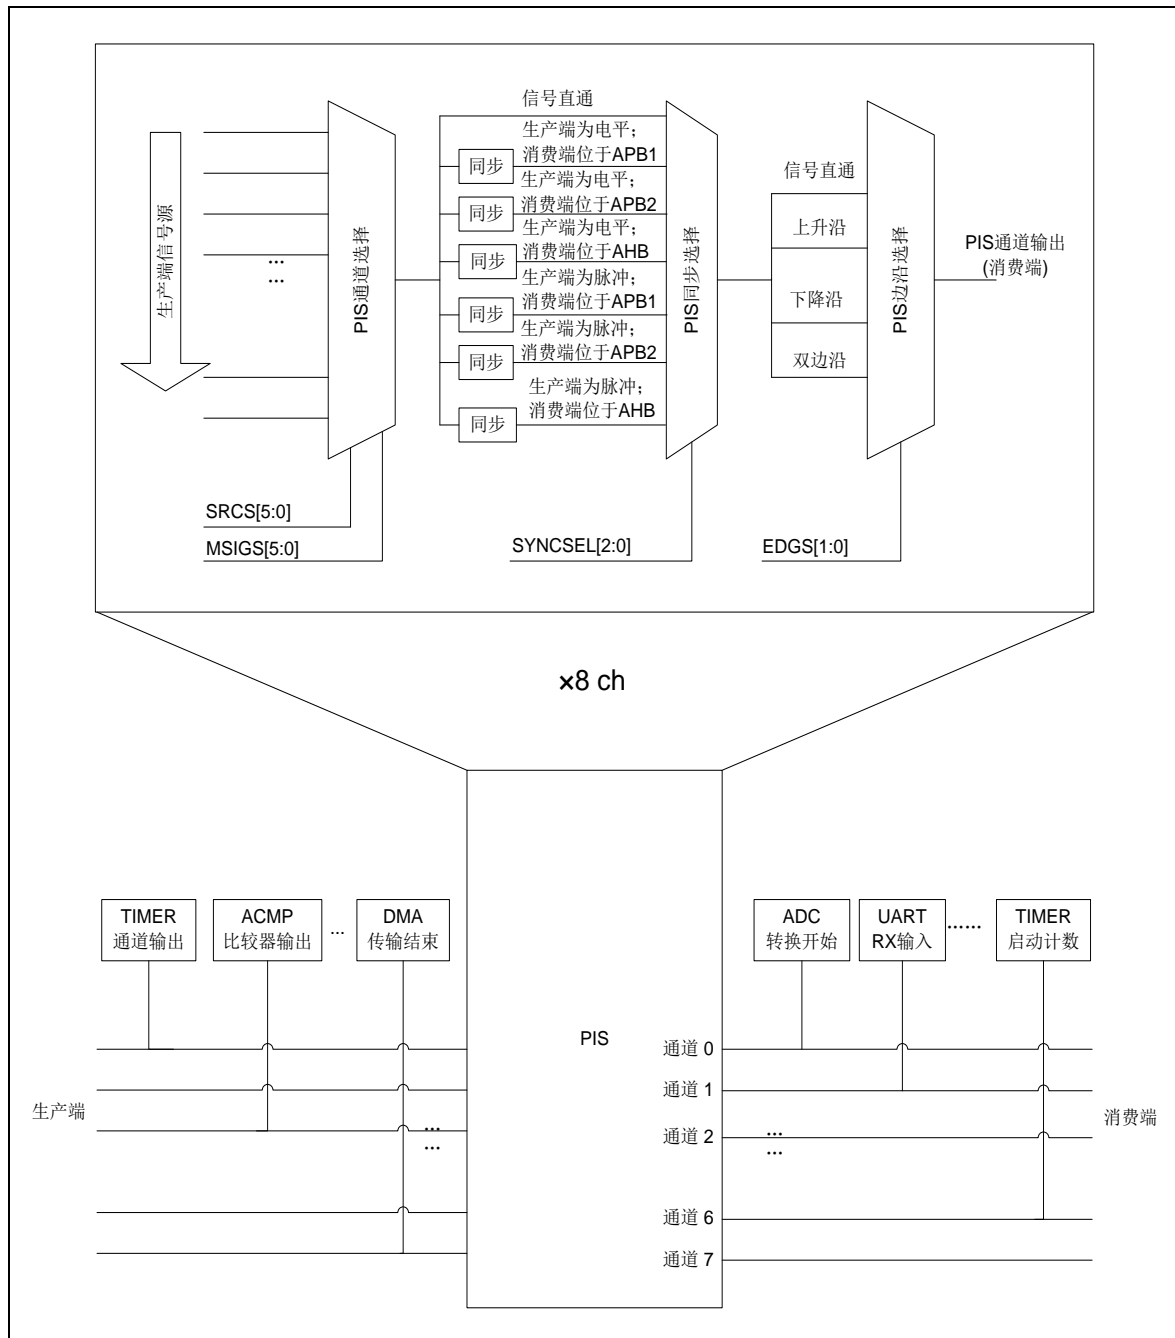 信号直通
生产端为电平;
消费端位于APB1
同步
生产端为电平;
消费端位于APB2
同步
生产端为电平;
消费端位于AHB
同步
生产端为脉冲;
消费端位于APB1
同步
生产端为脉冲;
消费端位于APB2
同步
生产端为脉冲;
消费端位于AHB
同步
生产端信号源
...
...
PIS通道选择
PIS同步选择
信号直通
上升沿
下降沿
双边沿
PIS边沿选择
PIS通道输出
(消费端)
SRCS[5:0]
MSIGS[5:0]
SYNCSEL[2:0]
EDGS[1:0]
×8 ch
TIMER
通道输出
ACMP
比较器输出
...
DMA
传输结束
ADC
转换开始
UART
RX输入
......
TIMER
启动计数
PIS
通道 0
通道 1
通道 2
通道 6
通道 7
生产端
...
...
...
...
消费端